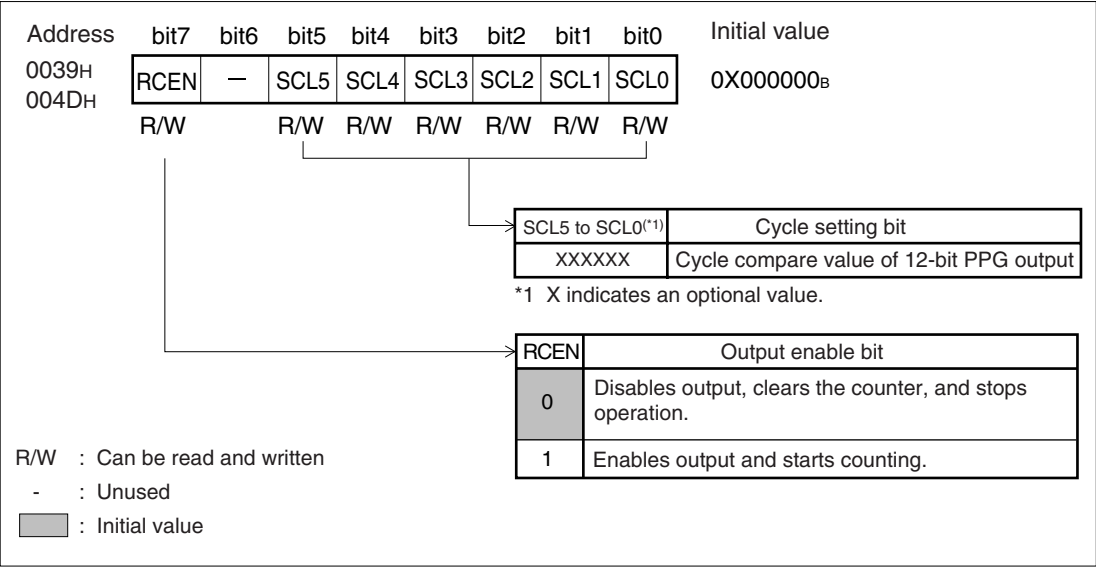 Address bit7 bit6 bit5 bit4 bit3 bit2 bit1 bit0 Initial value
0039H
004DH
RCEN — SCL5 SCL4 SCL3 SCL2 SCL1 SCL0 0X000000B
R/W R/W R/W R/W R/W R/W R/W
SCL5 to SCL0(*1) Cycle setting bit
XXXXXX Cycle compare value of 12-bit PPG output
*1 X indicates an optional value.
RCEN Output enable bit
0 Disables output, clears the counter, and stops
operation.
1 Enables output and starts counting.
R/W : Can be read and written
- : Unused
: Initial value